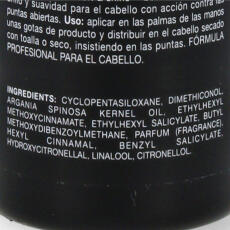 y suavidad para el cabello con acción contra las
puntas abiertas. Uso: aplicar en las palmas de las manos
unas gotas de producto y distribuir en el cabello secado
con toalla o seco, insistiendo en las puntas. FÓRMULA
PROFESIONAL PARA EL CABELLO.
INGREDIENTS: CYCLOPENTASILOXANE, DIMETHICONOL,
ARGANIA SPINOSA KERNEL OIL, ETHYLHEXYL
METHOXYCINNAMATE, ETHYLHEXYL SALICYLATE, BUTYL
METHOXYDIBENZOYLMETHANE, PARFUM (FRAGRANCE),
HEXYL CINNAMAL, BENZYL SALICYLATE,
HYDROXYCITRONELLAL, LINALOOL, CITRONELLOL.